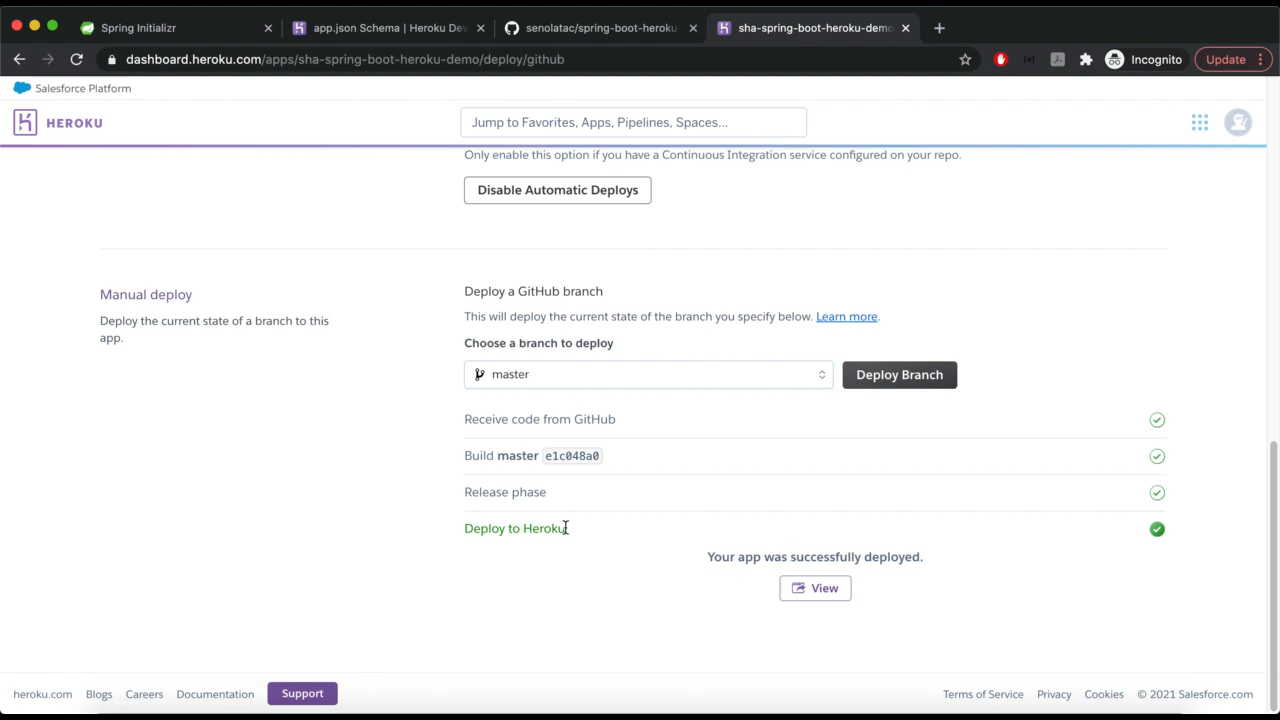 Spring Initializr
app.json Schema | Heroku Dev
senolatac/spring-boot-heroku-
sha-spring-boot-heroku-demo
dashboard.heroku.com/apps/sha-spring-boot-heroku-demo/deploy/github
Incognito
Update
Salesforce Platform
HEROKU
Jump to Favorites, Apps, Pipelines, Spaces...
Only enable this option if you have a Continuous Integration service configured on your repo.
Disable Automatic Deploys
Manual deploy
Deploy the current state of a branch to this
app.
Deploy a GitHub branch
This will deploy the current state of the branch you specify below. Learn more.
Choose a branch to deploy
master
Deploy Branch
Receive code from GitHub
Build master e1c048a0
Release phase
Deploy to Heroku
Your app was successfully deployed.
View
heroku.com Blogs Careers Documentation Support Terms of Service Privacy Cookies © 2021 Salesforce.com